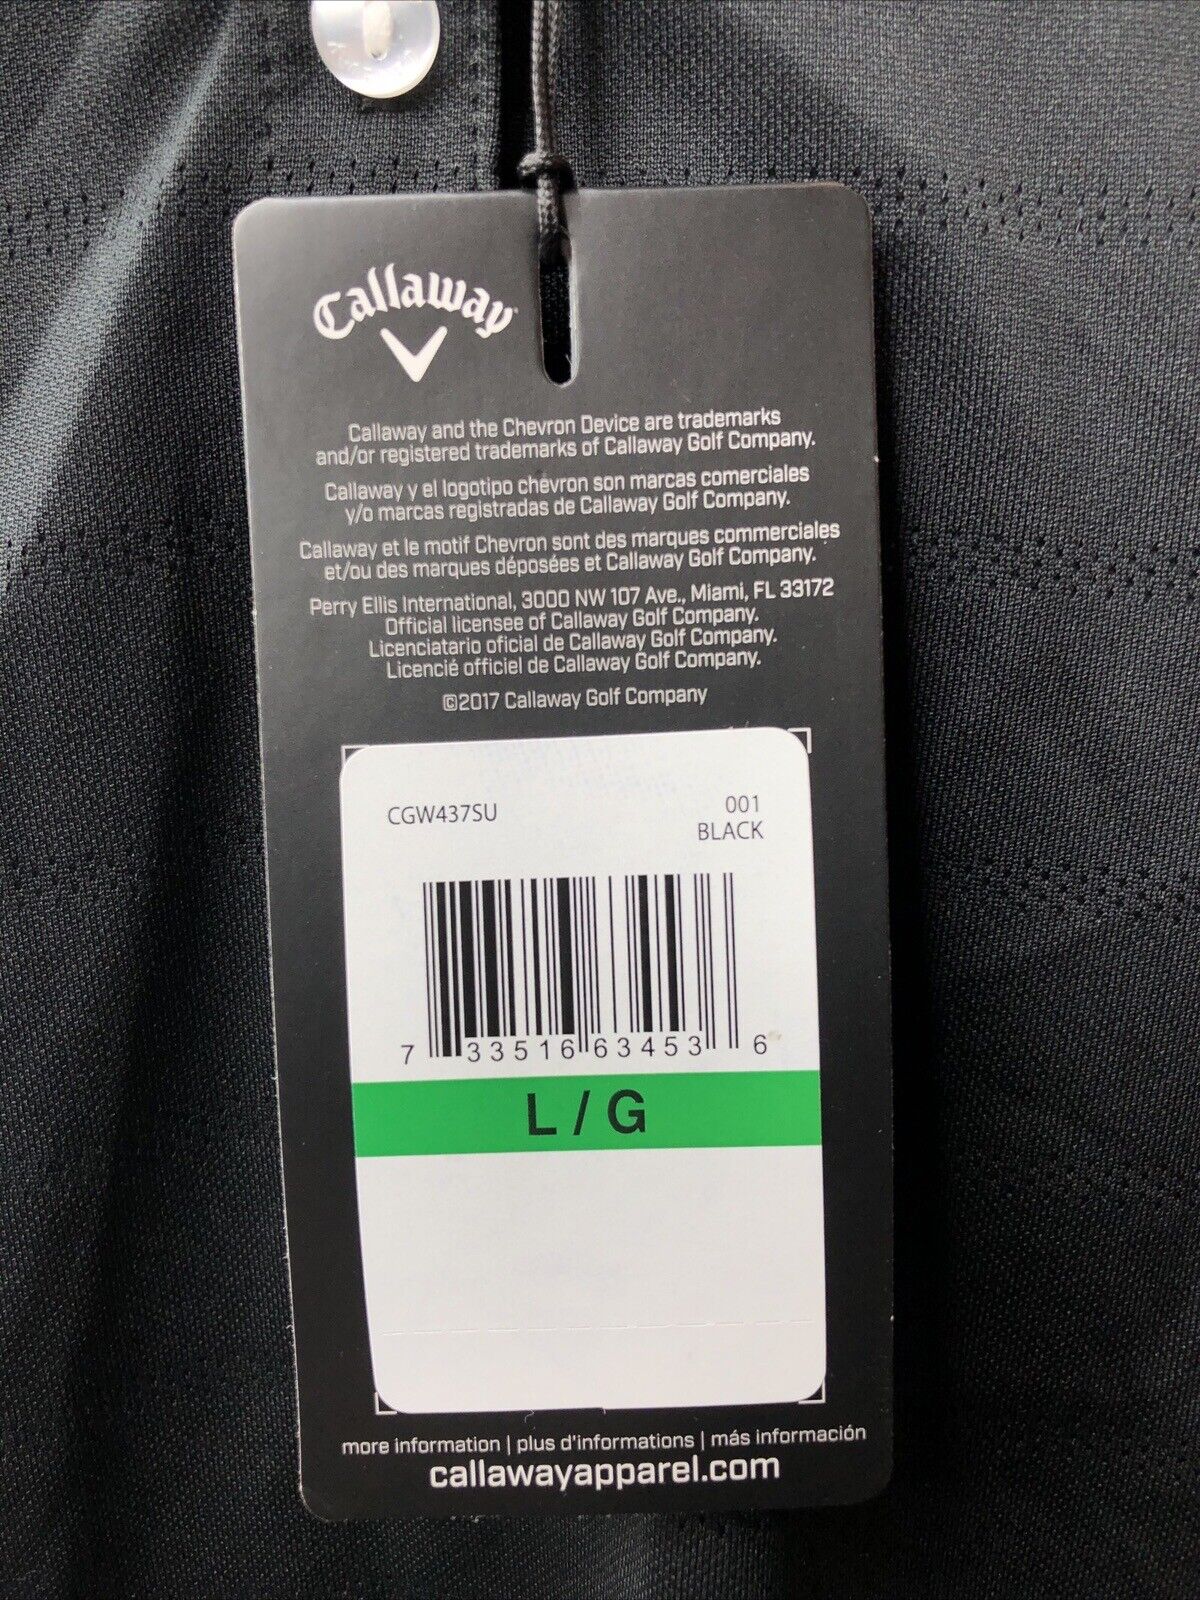 Callaway
Callaway and the Chevron Device are trademarks
and/or registered trademarks of Callaway Golf Company.
Callaway y el logotipo chévron son marcas comerciales
y/o marcas registradas de Callaway Golf Company.
Callaway et le motif Chevron sont des marques commerciales
et/ou des marques déposées et Callaway Golf Company.
Perry Ellis International, 3000 NW 107 Ave., Miami, FL 33172
Official licensee of Callaway Golf Company.
Licenciatario oficial de Callaway Golf Company.
Licencié officiel de Callaway Golf Company.
©2017 Callaway Golf Company
CGW437SU 001
BLACK
7 33516 63453 6
L / G
more information | plus d'informations | más información
callawayapparel.com